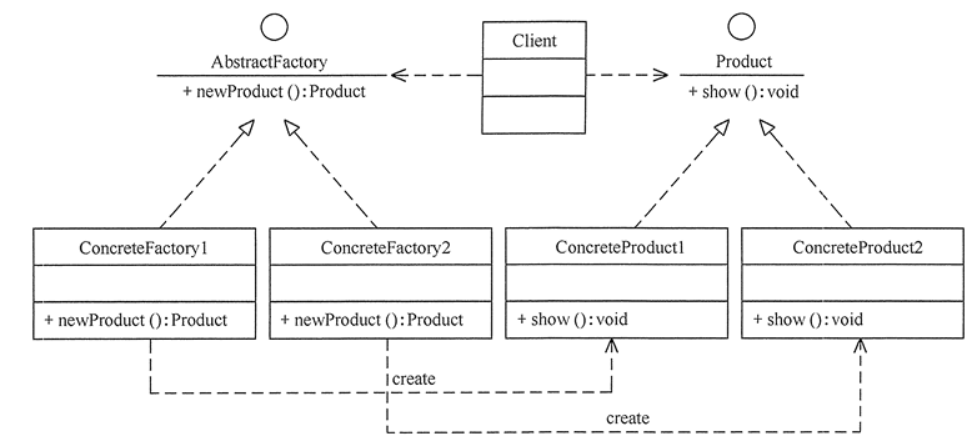 Client
AbstractFactory
Product
+ newProduct (): Product
+ show (): void
ConcreteFactory1
ConcreteFactory2
ConcreteProduct1
ConcreteProduct2
+ newProduct (): Product
+ newProduct (): Product
+ show (): void
+ show (): void
create
create